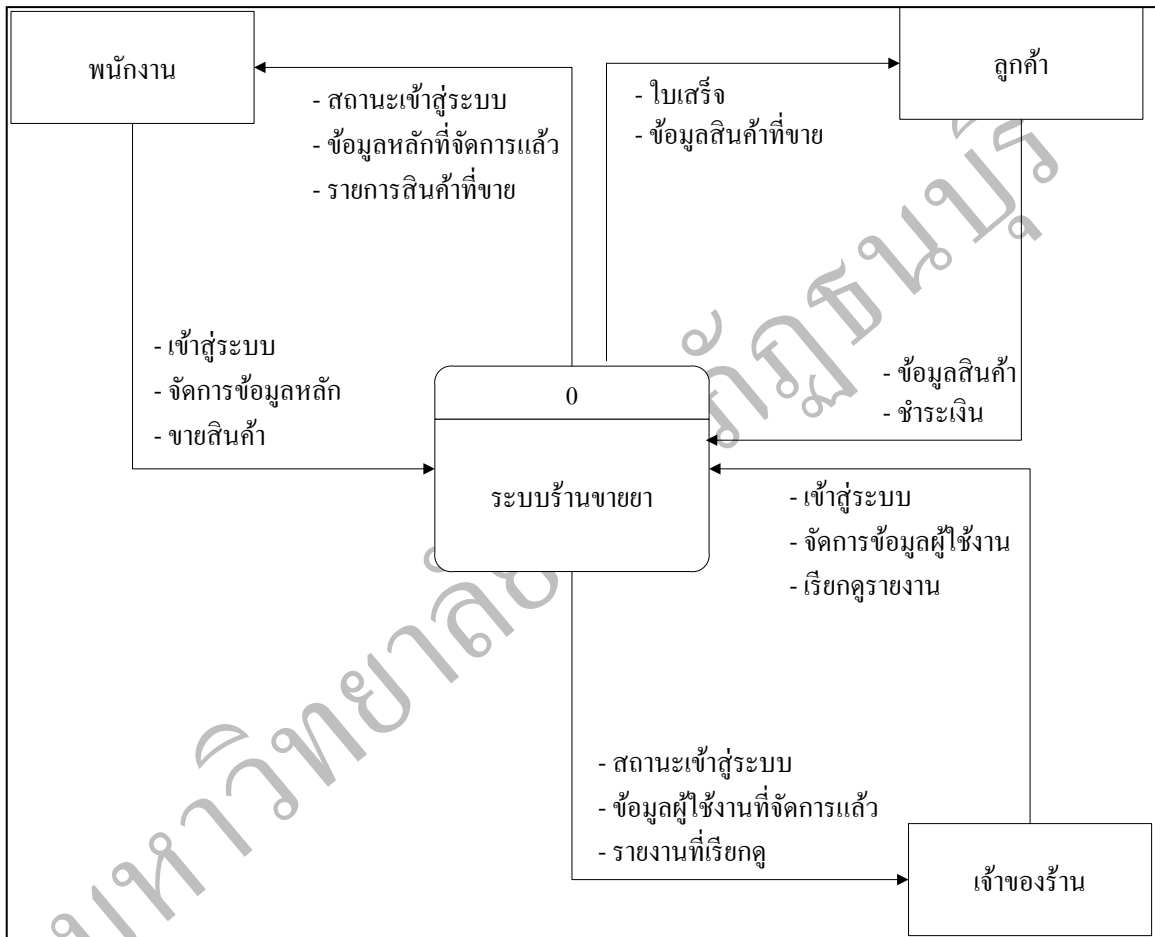 พนักงาน
ลูกค้า
- สถานะเข้าสู่ระบบ
- ข้อมูลหลักที่จัดการแล้ว
- รายการสินค้าที่ขาย
- ใบเสร็จ
- ข้อมูลสินค้าที่ขาย
- เข้าสู่ระบบ
- จัดการข้อมูลหลัก
- ขายสินค้า
- ข้อมูลสินค้า
- ชำระเงิน
0
ระบบร้านขายยา
- เข้าสู่ระบบ
- จัดการข้อมูลผู้ใช้งาน
- เรียกดูรายงาน
- สถานะเข้าสู่ระบบ
- ข้อมูลผู้ใช้งานที่จัดการแล้ว
- รายงานที่เรียกดู
เจ้าของร้าน